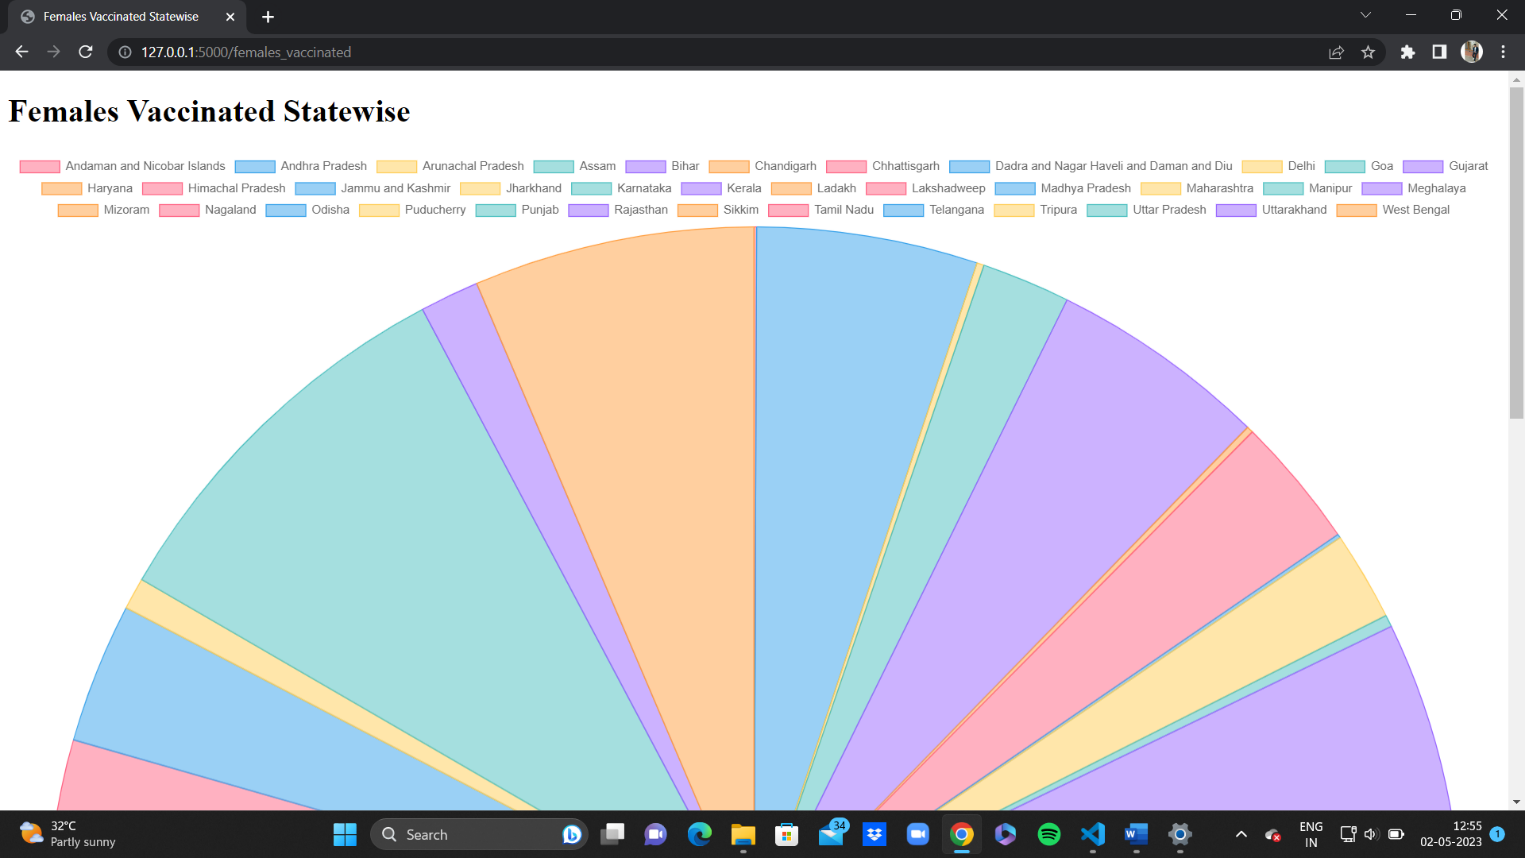 Females Vaccinated Statewise
127.0.0.1:5000/females_vaccinated
Females Vaccinated Statewise
Andaman and Nicobar Islands Andhra Pradesh Arunachal Pradesh Assam Bihar Chandigarh Chhattisgarh Dadra and Nagar Haveli and Daman and Diu Delhi Goa Gujarat
Haryana Himachal Pradesh Jammu and Kashmir Jharkhand Karnataka Kerala Ladakh Lakshadweep Madhya Pradesh Maharashtra Manipur Meghalaya
Mizoram Nagaland Odisha Puducherry Punjab Rajasthan Sikkim Tamil Nadu Telangana Tripura Uttar Pradesh Uttarakhand West Bengal
32°C
Partly sunny
Search
34
ENG
IN
12:55
02-05-2023
1